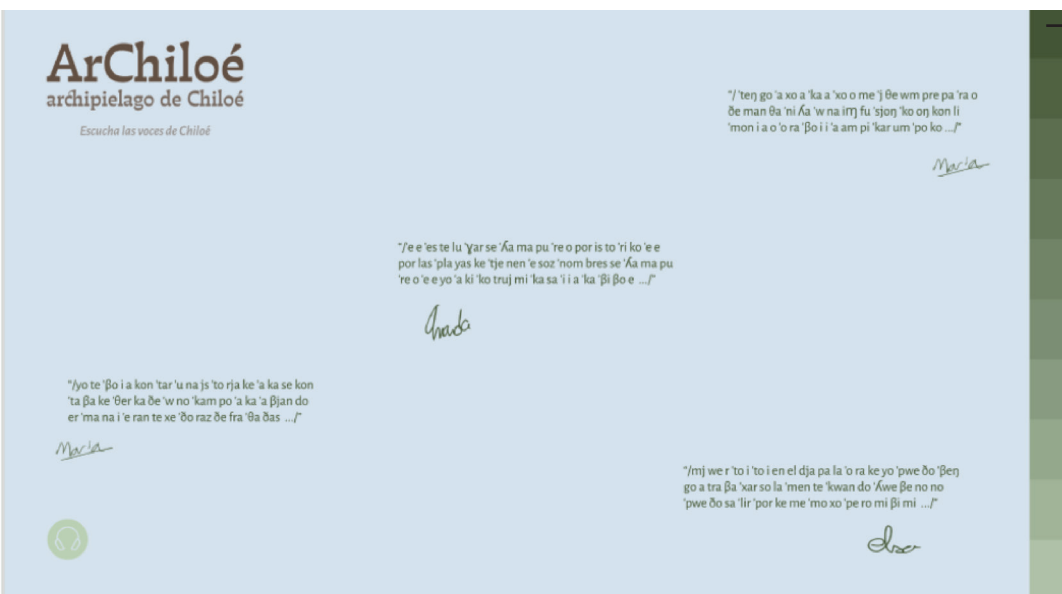 ArChiloé
archipielago de Chiloé
Escucha las voces de Chiloé
"/ 'teŋ go 'a xo a 'ka a 'xo o me 'j θe wm pre pa 'ra o
ðe man θa 'ni ʎa 'w na iɱ fu 'sjoŋ 'ko oŋ kon li
'mon i a o 'o ra 'βo i i 'a am pi 'kar um 'po ko .../"
Maria
"/'e e 'es te lu 'ɣar se 'ʎa ma pu 're o por is to 'ri ko 'e e
por las 'pla yas ke 'tje nen 'e soz 'nom bres se 'ʎa ma pu
're o 'e e yo 'a ki 'ko truj mi 'ka sa 'i i a 'ka 'βi βo e .../"
"/yo te 'βo i a kon 'tar 'u na js 'to rja ke 'a ka se kon
'ta βa ke 'θer ka ðe 'w no 'kam po 'a ka 'a βjan do
er 'ma na i 'e ran te xe 'ðo raz ðe fra 'θa ðas .../"
Maria
"/mj we r 'to i 'to i en el dja pa la 'o ra ke yo 'pwe ðo 'βeŋ
go a tra βa 'xar so la 'men te 'kwan do 'ʎwe βe no no
'pwe ðo sa 'lir 'por ke me 'mo xo 'pe ro mi βi mi .../"